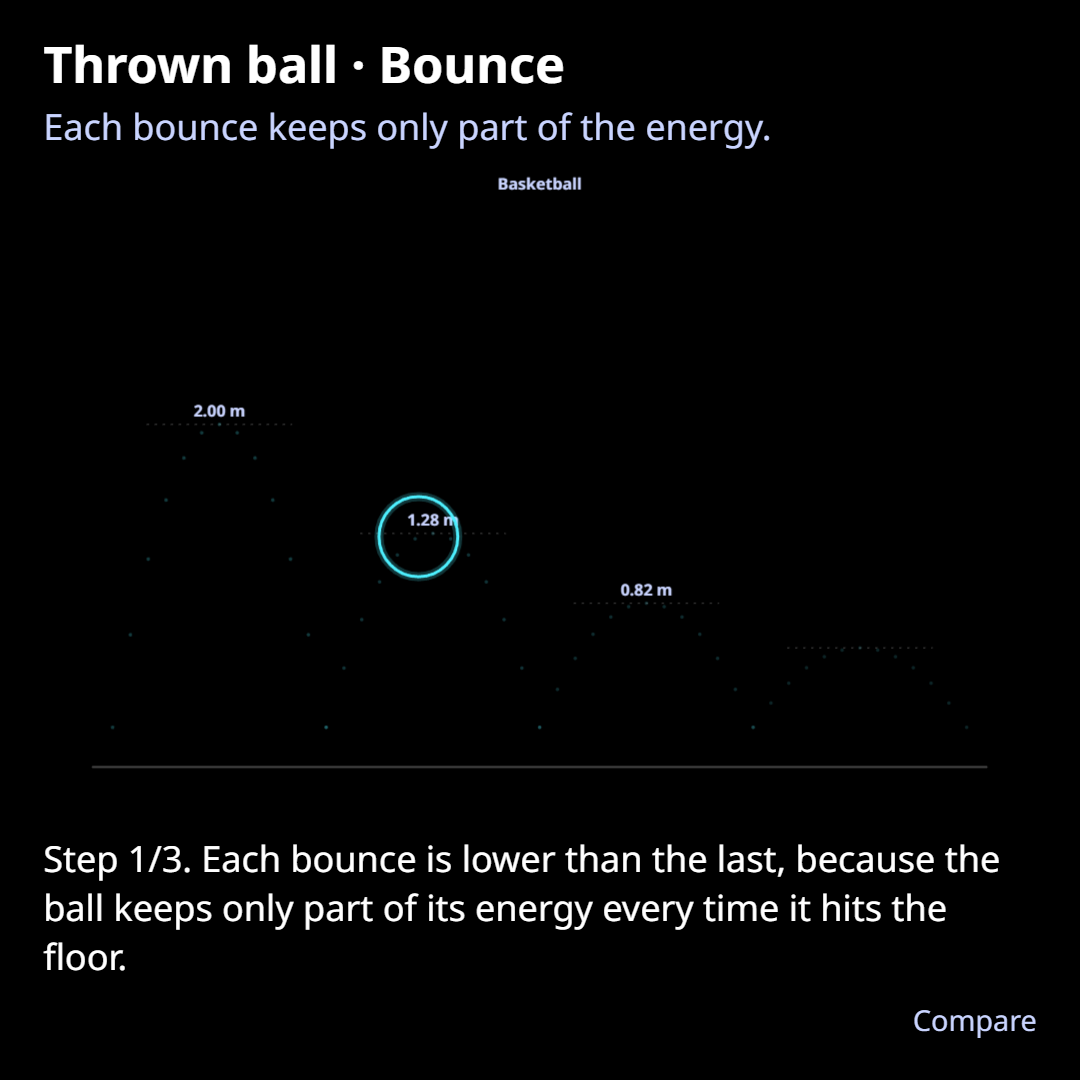 Thrown ball · Bounce
Each bounce keeps only part of the energy.
Basketball
2.00 m
1.28 m
0.82 m
Step 1/3. Each bounce is lower than the last, because the
ball keeps only part of its energy every time it hits the
floor.
Compare